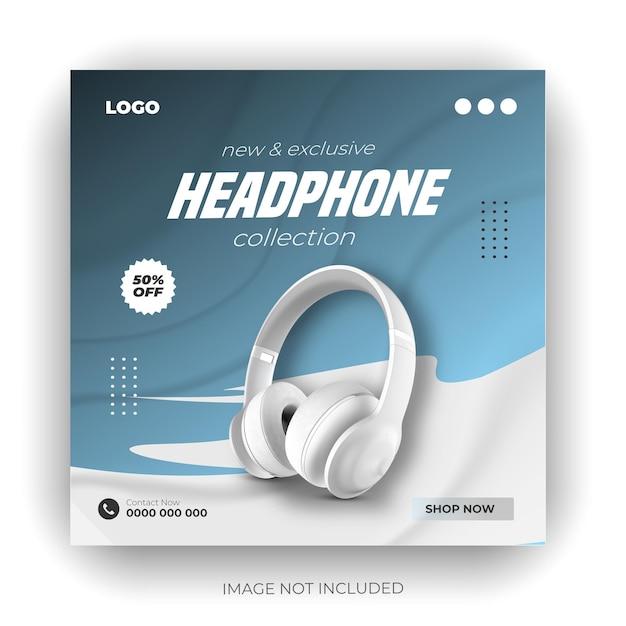 LOGO
new & exclusive
HEADPHONE
collection
50%
OFF
Contact Now
0000 000 000
SHOP NOW
IMAGE NOT INCLUDED